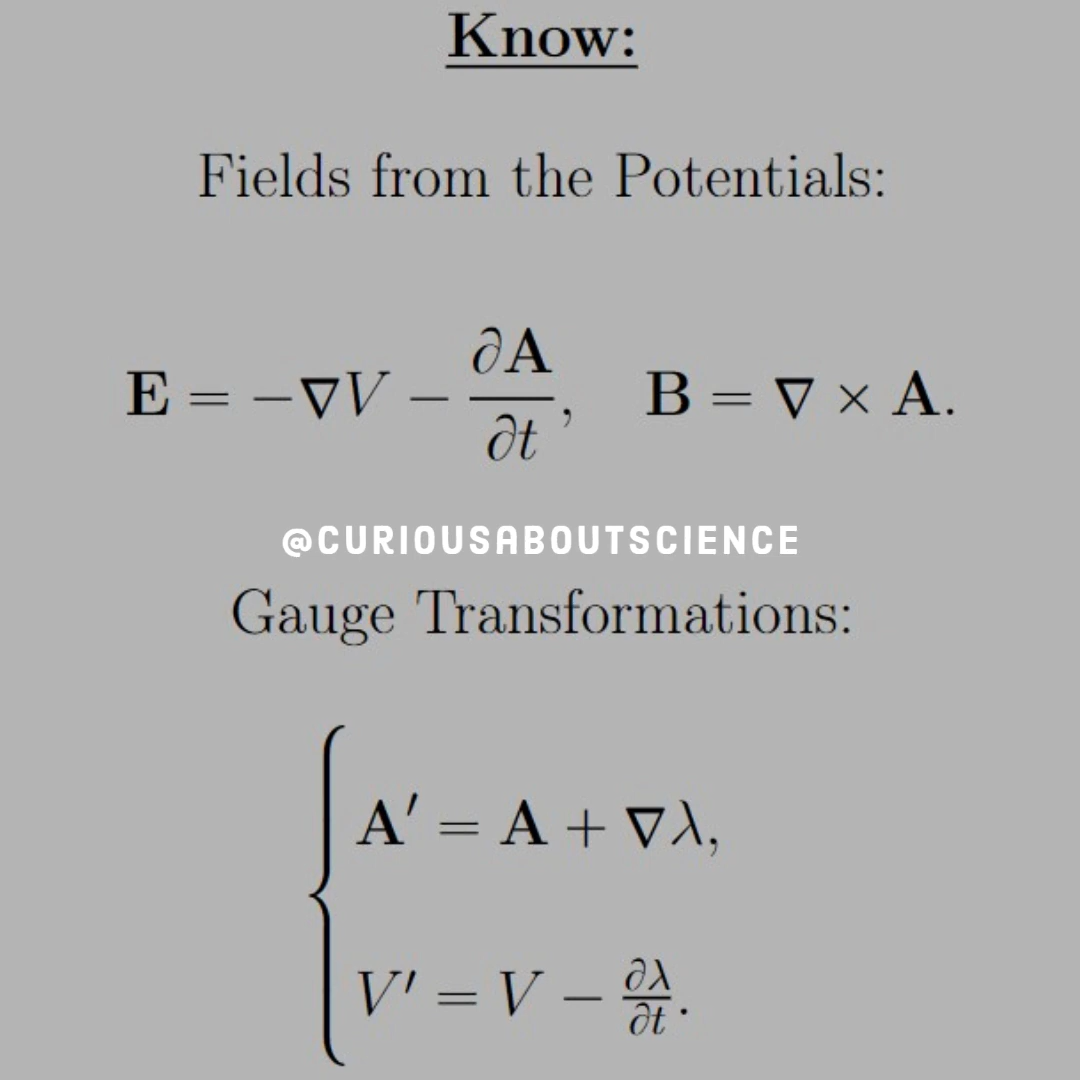 Know:
Fields from the Potentials:
E = −∇V − ∂A/∂t, B = ∇ × A.
@CURIOUSABOUTSCIENCE
Gauge Transformations:
A′ = A + ∇λ,
V′ = V − ∂λ/∂t.